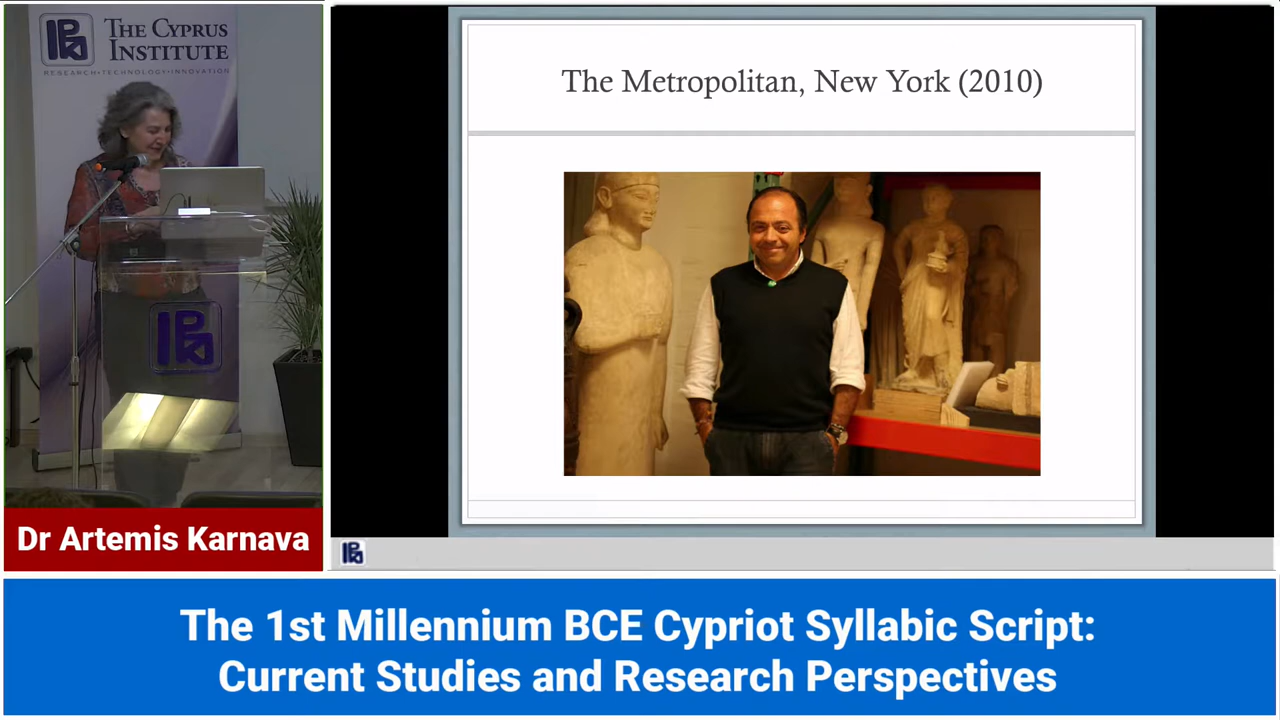 THE CYPRUS
INSTITUTE
RESEARCH•TECHNOLOGY•INNOVATION
The Metropolitan, New York (2010)
Dr Artemis Karnava
The 1st Millennium BCE Cypriot Syllabic Script:
Current Studies and Research Perspectives